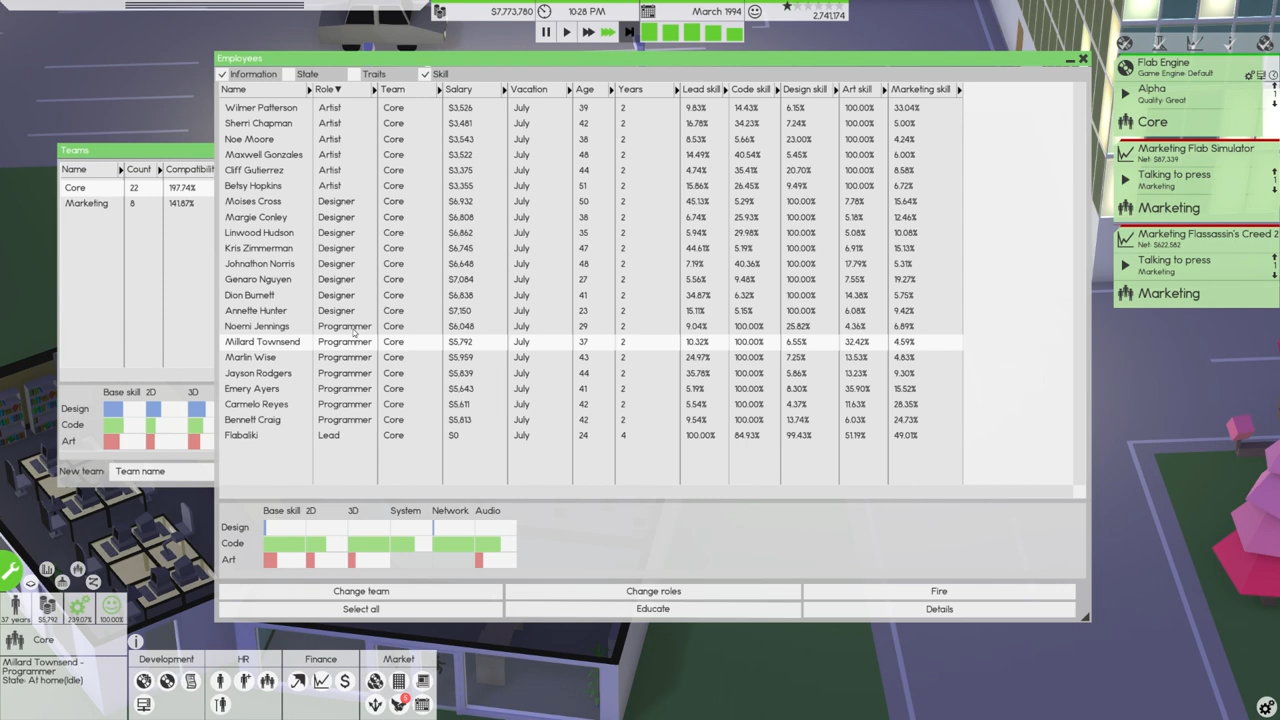 $7,773,780 10:28 PM March 1994 2,741,174
Employees
Information State Traits Skill
Name Role▼ Team Salary Vacation Age Years Lead skill Code skill Design skill Art skill Marketing skill
Wilmer Patterson Artist Core $3,526 July 39 2 9.83% 14.43% 6.15% 100.00% 33.04%
Sherri Chapman Artist Core $3,481 July 42 2 16.78% 34.23% 7.24% 100.00% 5.00%
Noe Moore Artist Core $3,543 July 38 2 8.53% 5.66% 23.00% 100.00% 4.24%
Maxwell Gonzales Artist Core $3,522 July 48 2 14.49% 40.54% 5.45% 100.00% 6.00%
Cliff Gutierrez Artist Core $3,375 July 44 2 4.74% 35.41% 20.70% 100.00% 8.58%
Betsy Hopkins Artist Core $3,355 July 51 2 15.86% 26.45% 9.49% 100.00% 6.72%
Moises Cross Designer Core $6,932 July 50 2 45.13% 5.29% 100.00% 7.78% 15.64%
Margie Conley Designer Core $6,808 July 38 2 6.74% 25.93% 100.00% 5.18% 12.46%
Linwood Hudson Designer Core $6,862 July 35 2 5.94% 29.98% 100.00% 5.08% 10.08%
Kris Zimmerman Designer Core $6,745 July 47 2 44.61% 5.19% 100.00% 6.91% 15.13%
Johnathon Norris Designer Core $6,648 July 48 2 7.19% 40.36% 100.00% 17.79% 5.31%
Genaro Nguyen Designer Core $7,084 July 27 2 5.56% 9.48% 100.00% 7.55% 19.27%
Dion Burnett Designer Core $6,838 July 41 2 34.87% 6.32% 100.00% 14.38% 5.75%
Annette Hunter Designer Core $7,150 July 23 2 15.11% 5.15% 100.00% 6.08% 9.42%
Noemi Jennings Programmer Core $6,048 July 29 2 9.04% 100.00% 25.82% 4.36% 6.89%
Millard Townsend Programmer Core $5,792 July 37 2 10.32% 100.00% 6.55% 32.42% 4.59%
Marlin Wise Programmer Core $5,959 July 43 2 24.97% 100.00% 7.25% 13.53% 4.83%
Jayson Rodgers Programmer Core $5,839 July 44 2 35.78% 100.00% 5.86% 13.23% 9.30%
Emery Ayers Programmer Core $5,643 July 41 2 5.19% 100.00% 8.30% 35.90% 15.52%
Carmelo Reyes Programmer Core $5,611 July 42 2 5.54% 100.00% 4.37% 11.63% 28.35%
Bennett Craig Programmer Core $5,813 July 42 2 9.54% 100.00% 13.74% 6.03% 24.73%
Flabaliki Lead Core $0 July 24 4 100.00% 84.93% 99.43% 51.19% 49.01%
Base skill 2D 3D System Network Audio
Design
Code
Art
Change team Change roles Fire
Select all Educate Details
Teams
Name Count Compatibilit
Core 22 197.74%
Marketing 8 141.87%
Base skill 2D 3D
Design
Code
Art
New team Team name
Flab Engine
Game Engine: Default
Alpha
Quality: Great
1
Core
Marketing Flab Simulator
Net: $87,339
Talking to press
Marketing
1
Marketing
Marketing Flassassin's Creed 2
Net: $622,582
Talking to press
Marketing
1
Marketing
37 years $5,792 239.07% 100.00%
Core
Millard Townsend -
Programmer
State: At home(Idle)
Development HR Finance Market
5